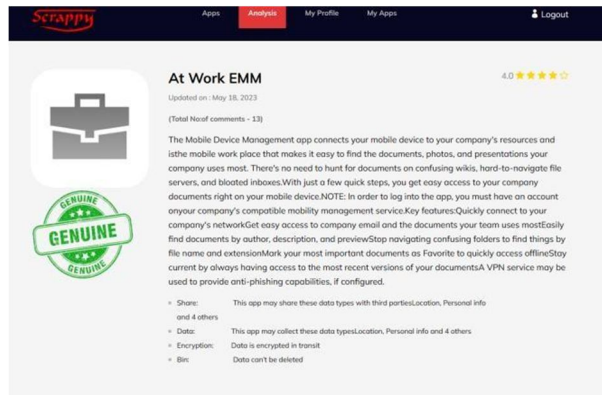 Scrappy
Apps Analysis My Profile My Apps Logout
At Work EMM
4.0
Updated on : May 18, 2023
(Total No:of comments - 13)
The Mobile Device Management app connects your mobile device to your company's resources and
isthe mobile work place that makes it easy to find the documents, photos, and presentations your
company uses most. There's no need to hunt for documents on confusing wikis, hard-to-navigate file
servers, and bloated inboxes.With just a few quick steps, you get easy access to your company
documents right on your mobile device.NOTE: In order to log into the app, you must have an account
onyour company's compatible mobility management service.Key features:Quickly connect to your
company's networkGet easy access to company email and the documents your team uses mostEasily
find documents by author, description, and previewStop navigating confusing folders to find things by
file name and extensionMark your most important documents as Favorite to quickly access offlineStay
current by always having access to the most recent versions of your documentsA VPN service may be
used to provide anti-phishing capabilities, if configured.
GENUINE
GENUINE
GENUINE
Share: This app may share these data types with third partiesLocation, Personal info
and 4 others
Data: This app may collect these data typesLocation, Personal info and 4 others
Encryption: Data is encrypted in transit
Bin: Data can't be deleted